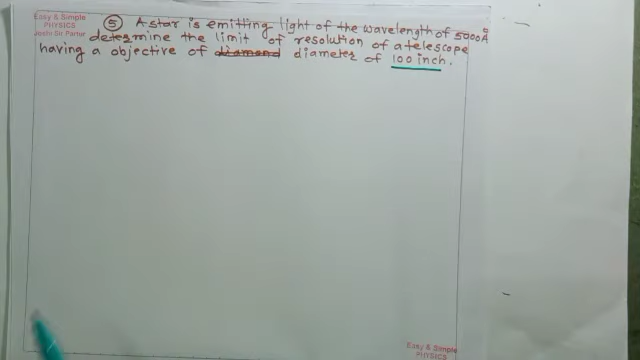 Easy & Simple
PHYSICS
Joshi Sir. Partur
⑤ A star is emitting light of the wavelength of 5000Å
determine the limit of resolution of a telescope
having a objective of diamond diameter of 100 inch.
Easy & Simple
PHYSICS